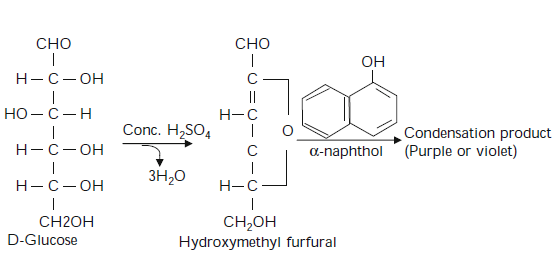 CHO
H–C–OH
HO–C–H
H–C–OH
H–C–OH
CH2OH
D-Glucose
Conc. H₂SO₄
3H₂O
CHO
C
H–C
O
C
H–C
CH₂OH
Hydroxymethyl furfural
OH
α-naphthol
Condensation product
(Purple or violet)